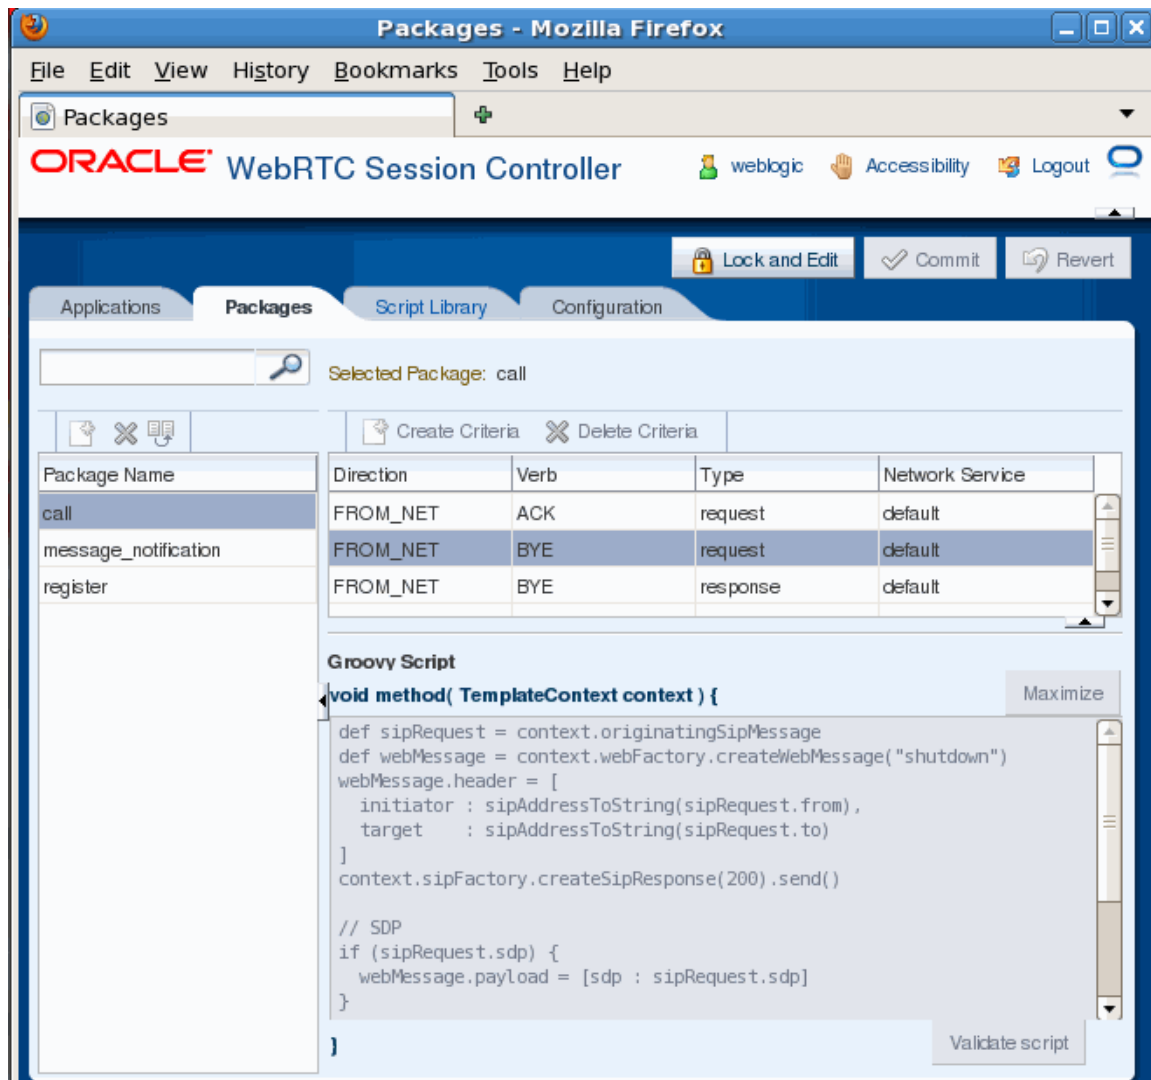 Packages - Mozilla Firefox
File Edit View History Bookmarks Tools Help
Packages
ORACLE WebRTC Session Controller weblogic Accessibility Logout
Lock and Edit Commit Revert
Applications Packages Script Library Configuration
Selected Package: call
Create Criteria Delete Criteria
Package Name Direction Verb Type Network Service
call FROM_NET ACK request default
message_notification FROM_NET BYE request default
register FROM_NET BYE response default
Groovy Script
void method( TemplateContext context ) { Maximize
def sipRequest = context.originatingSipMessage
def webMessage = context.webFactory.createWebMessage("shutdown")
webMessage.header = [
  initiator : sipAddressToString(sipRequest.from),
  target    : sipAddressToString(sipRequest.to)
]
context.sipFactory.createSipResponse(200).send()

// SDP
if (sipRequest.sdp) {
  webMessage.payload = [sdp : sipRequest.sdp]
}
} Validate script